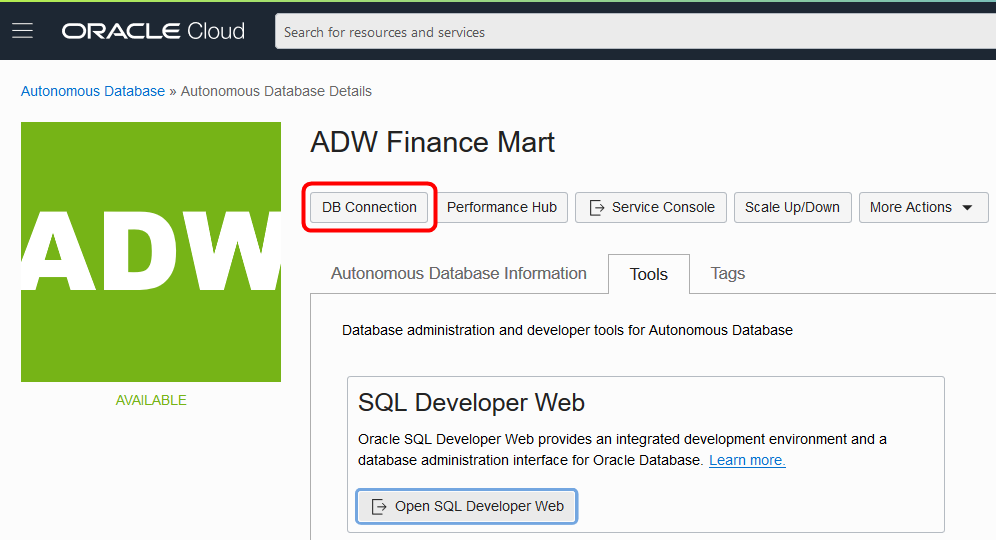 ORACLE Cloud
Search for resources and services
Autonomous Database » Autonomous Database Details
ADW
AVAILABLE
ADW Finance Mart
DB Connection
Performance Hub
Service Console
Scale Up/Down
More Actions
Autonomous Database Information
Tools
Tags
Database administration and developer tools for Autonomous Database
SQL Developer Web
Oracle SQL Developer Web provides an integrated development environment and a
database administration interface for Oracle Database. Learn more.
Open SQL Developer Web